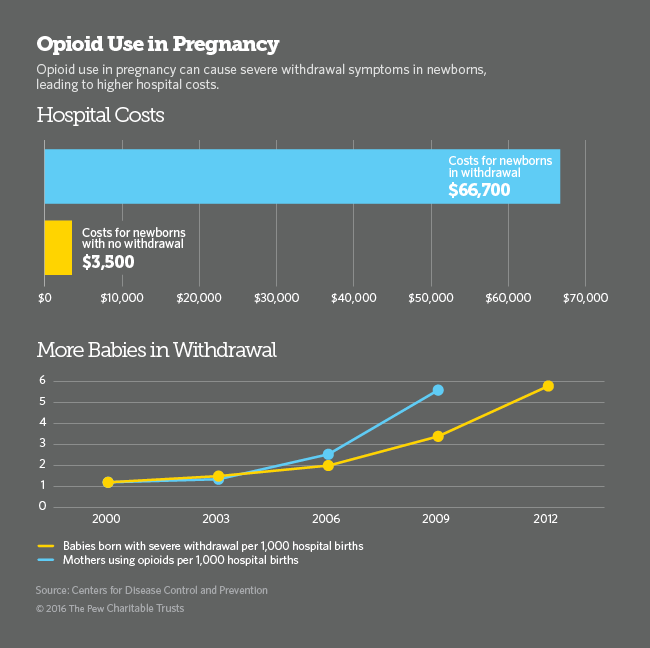 Opioid Use in Pregnancy
Opioid use in pregnancy can cause severe withdrawal symptoms in newborns,
leading to higher hospital costs.
Hospital Costs
Costs for newborns
in withdrawal
$66,700
Costs for newborns
with no withdrawal
$3,500
$0 $10,000 $20,000 $30,000 $40,000 $50,000 $60,000 $70,000
More Babies in Withdrawal
6
5
4
3
2
1
0
2000 2003 2006 2009 2012
Babies born with severe withdrawal per 1,000 hospital births
Mothers using opioids per 1,000 hospital births
Source: Centers for Disease Control and Prevention
© 2016 The Pew Charitable Trusts